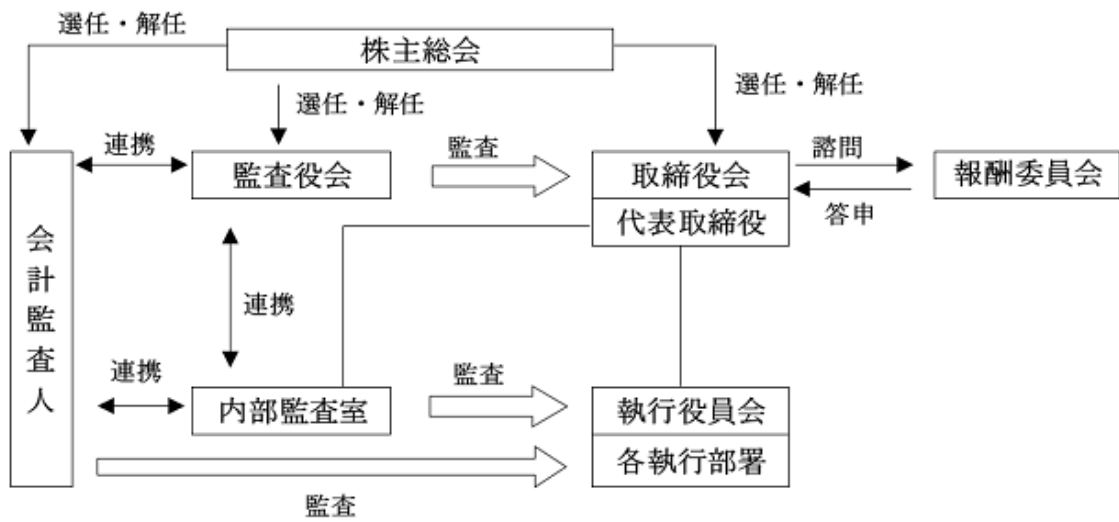 選任・解任
株主総会
選任・解任
選任・解任
連携
監査役会
監査
取締役会
諮問
報酬委員会
答申
代表取締役
会計監査人
連携
連携
内部監査室
監査
執行役員会
各執行部署
監査